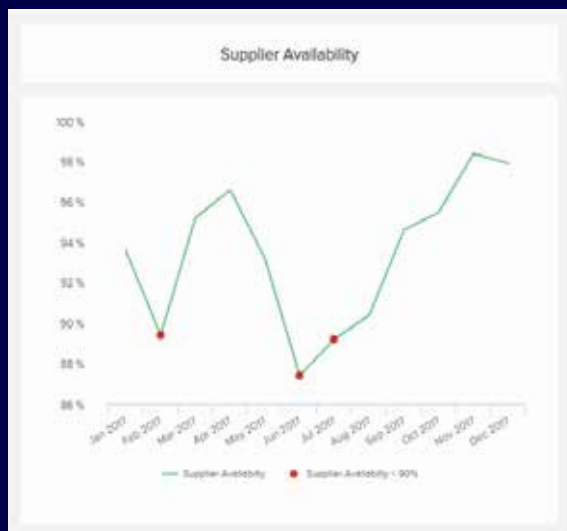 Supplier Availability
100 %
98 %
96 %
94 %
92 %
90 %
88 %
86 %
Jan 2017
Feb 2017
Mar 2017
Apr 2017
May 2017
Jun 2017
Jul 2017
Aug 2017
Sep 2017
Oct 2017
Nov 2017
Dec 2017
Supplier Availability
Supplier Availability < 90%